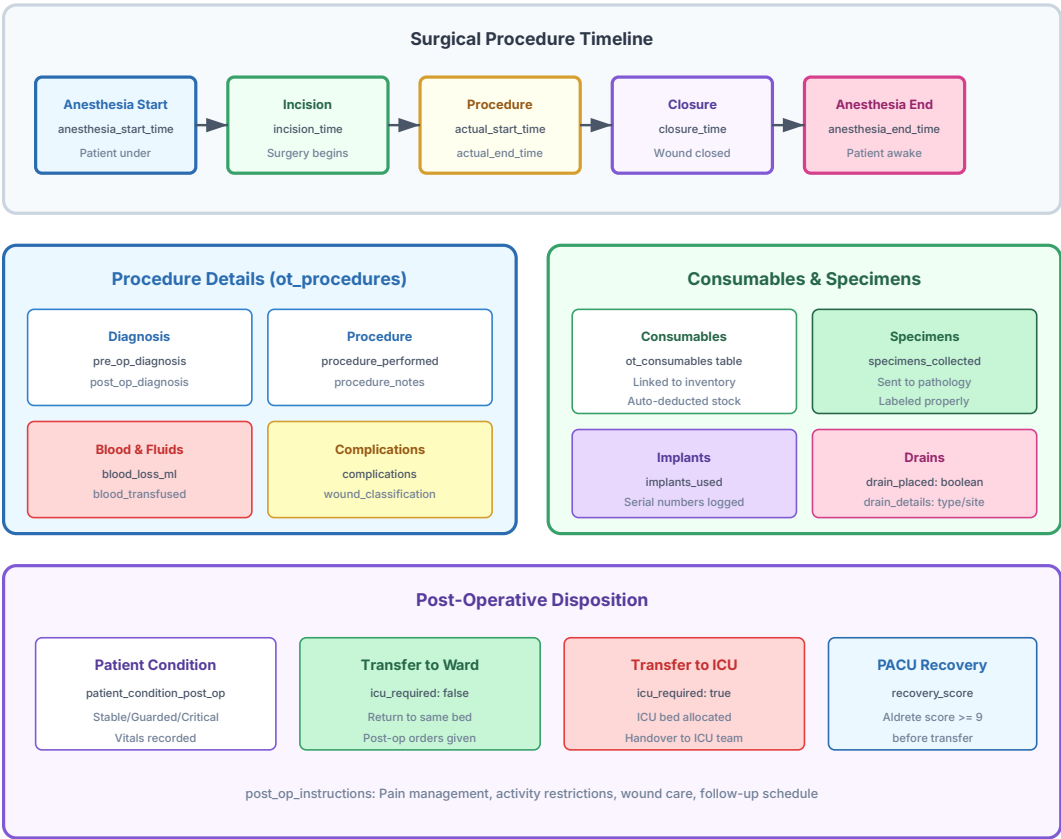 Surgical Procedure Timeline
Anesthesia Start
anesthesia_start_time
Patient under
Incision
incision_time
Surgery begins
Procedure
actual_start_time
actual_end_time
Closure
closure_time
Wound closed
Anesthesia End
anesthesia_end_time
Patient awake
Procedure Details (ot_procedures)
Diagnosis
pre_op_diagnosis
post_op_diagnosis
Procedure
procedure_performed
procedure_notes
Blood & Fluids
blood_loss_ml
blood_transfused
Complications
complications
wound_classification
Consumables & Specimens
Consumables
ot_consumables table
Linked to inventory
Auto-deducted stock
Specimens
specimens_collected
Sent to pathology
Labeled properly
Implants
implants_used
Serial numbers logged
Drains
drain_placed: boolean
drain_details: type/site
Post-Operative Disposition
Patient Condition
patient_condition_post_op
Stable/Guarded/Critical
Vitals recorded
Transfer to Ward
icu_required: false
Return to same bed
Post-op orders given
Transfer to ICU
icu_required: true
ICU bed allocated
Handover to ICU team
PACU Recovery
recovery_score
Aldrete score >= 9
before transfer
post_op_instructions: Pain management, activity restrictions, wound care, follow-up schedule